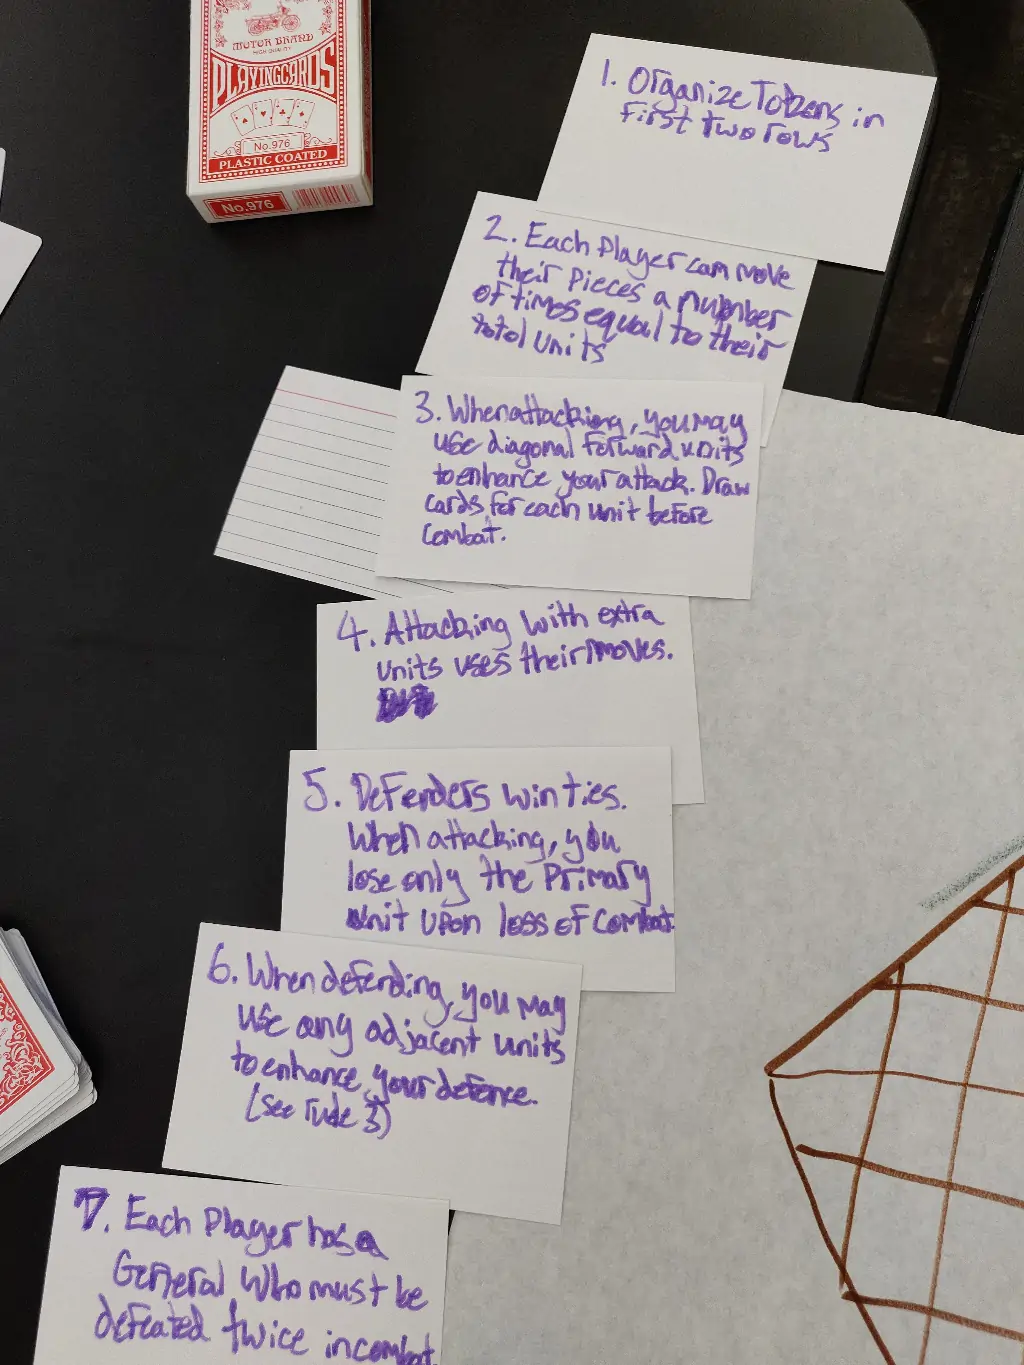 MOTOR BRAND
HIGH QUALITY
PLAYING CARDS
No.976
PLASTIC COATED
No.976
1. Organize Tokens in
first two rows
2. Each Player can move
their pieces a number
of times equal to their
total units
3. When attacking, you may
use diagonal forward units
to enhance your attack. Draw
cards for each unit before
combat.
4. Attacking with extra
units uses their moves.
5. Defenders win ties.
When attacking, you
lose only the Primary
unit upon loss of combat.
6. When defending, you may
use any adjacent units
to enhance your defence.
(see rule 3)
7. Each Player has a
General who must be
defeated twice in combat